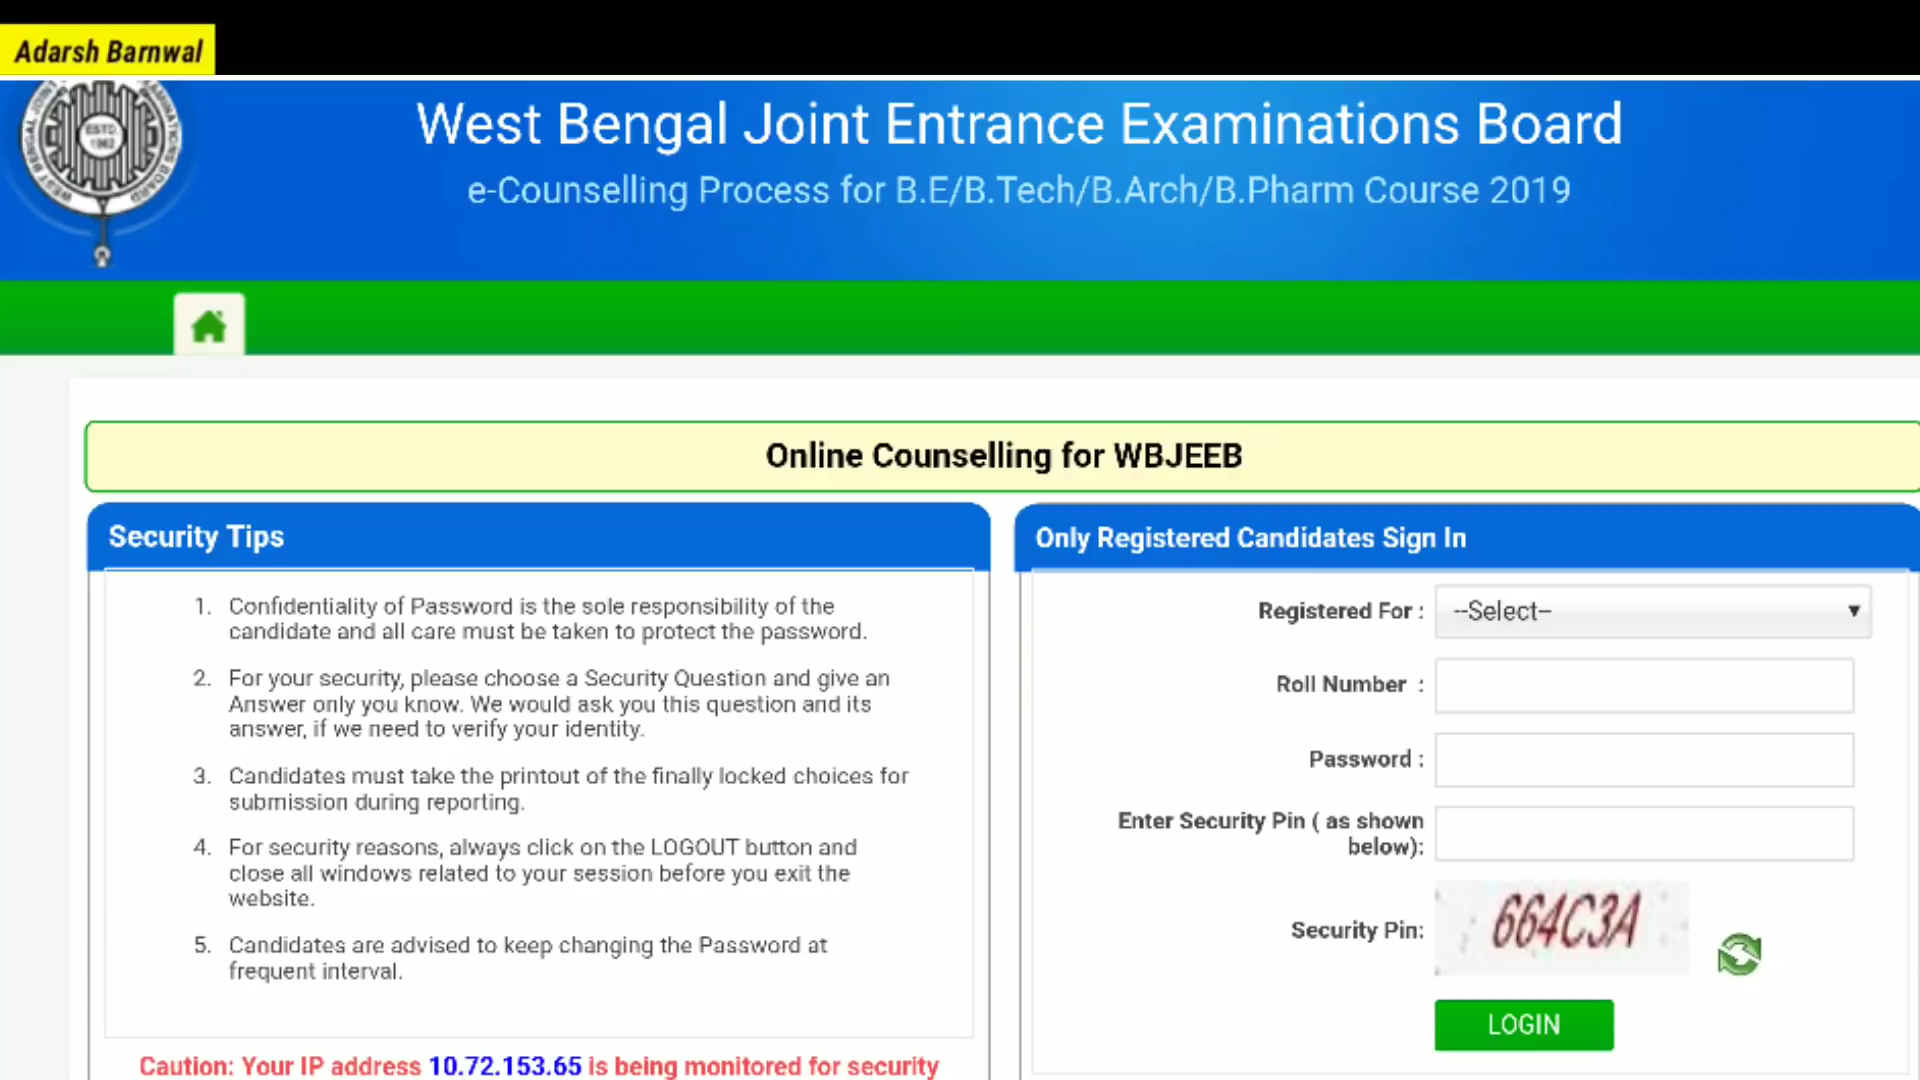 Adarsh Barnwal
West Bengal Joint Entrance Examinations Board
e-Counselling Process for B.E/B.Tech/B.Arch/B.Pharm Course 2019
ESTD
1962
Online Counselling for WBJEEB
Security Tips
1. Confidentiality of Password is the sole responsibility of the
candidate and all care must be taken to protect the password.
2. For your security, please choose a Security Question and give an
Answer only you know. We would ask you this question and its
answer, if we need to verify your identity.
3. Candidates must take the printout of the finally locked choices for
submission during reporting.
4. For security reasons, always click on the LOGOUT button and
close all windows related to your session before you exit the
website.
5. Candidates are advised to keep changing the Password at
frequent interval.
Caution: Your IP address 10.72.153.65 is being monitored for security
Only Registered Candidates Sign In
Registered For : --Select--
Roll Number :
Password :
Enter Security Pin ( as shown
below):
Security Pin: 664C3A
LOGIN